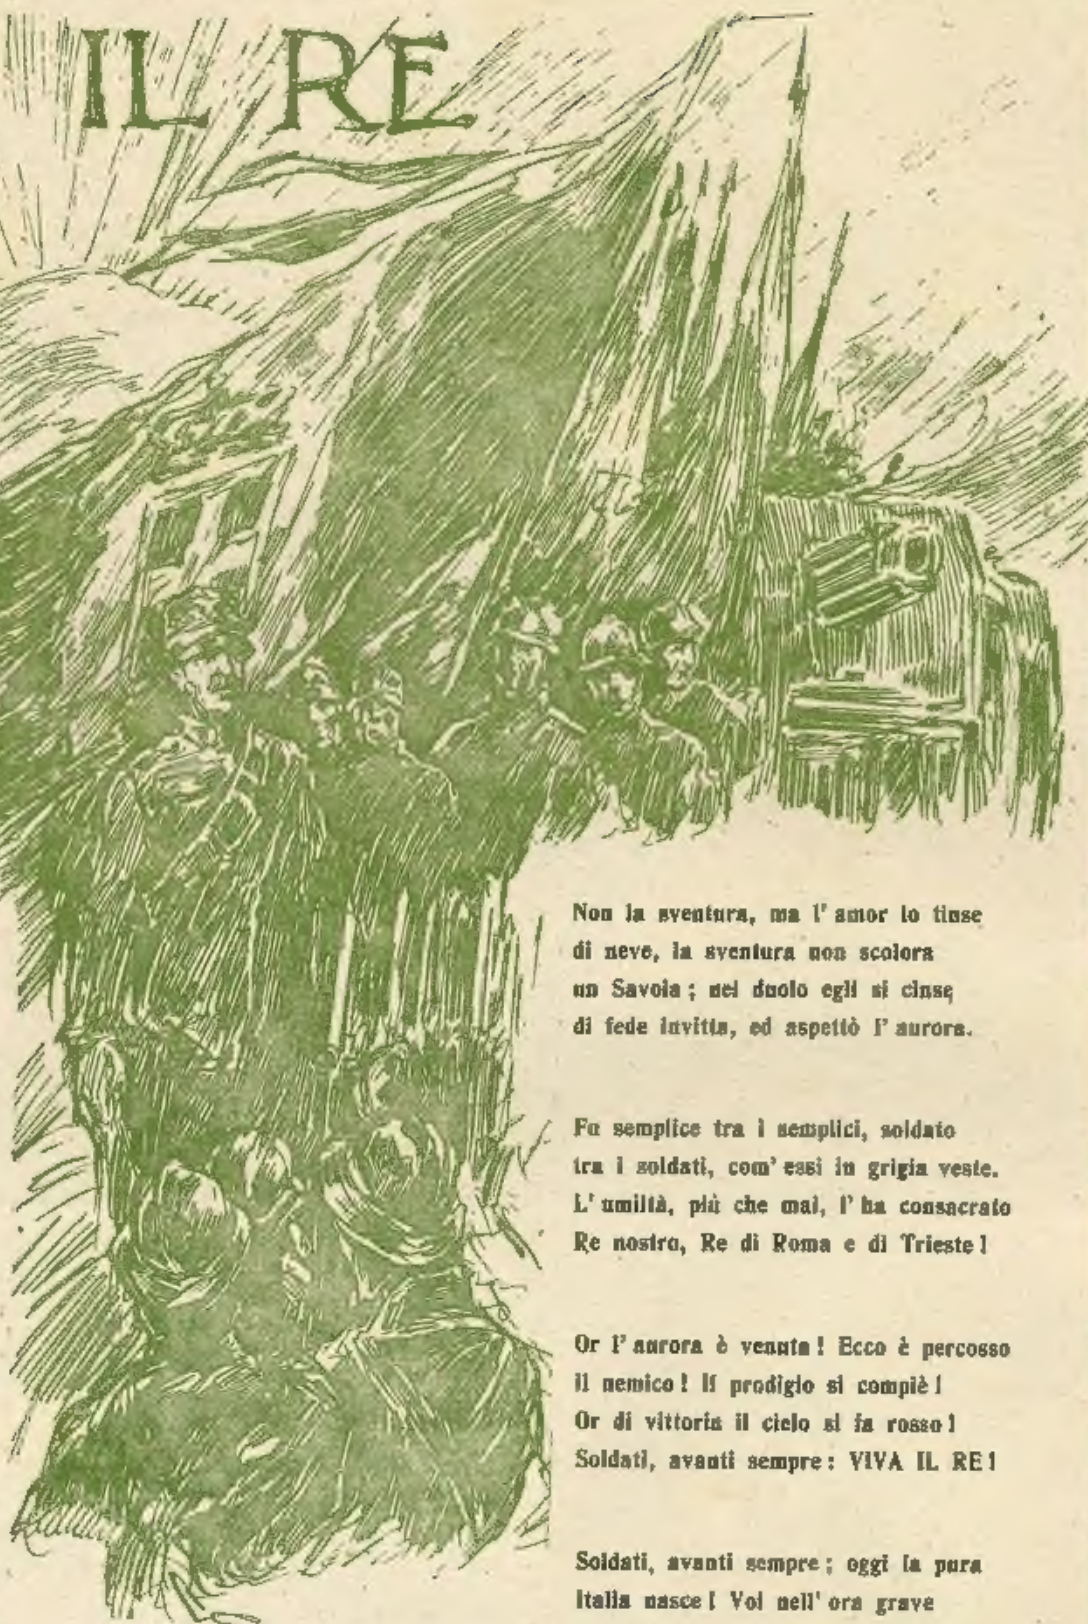 IL RE
Non la sventura, ma l' amor lo tinse
di neve, la sventura non scolora
un Savoia ; nel duolo egli si cinse
di fede invitta, ed aspettò l' aurora.
Fu semplice tra i semplici, soldato
tra i soldati, com' essi in grigia veste.
L' umiltà, più che mai, l' ha consacrato
Re nostro, Re di Roma e di Trieste !
Or l' aurora è venuta ! Ecco è percosso
il nemico ! Il prodigio si compiè !
Or di vittoria il cielo si fa rosso !
Soldati, avanti sempre : VIVA IL RE !
Soldati, avanti sempre ; oggi la pura
Italia nasce ! Voi nell' ora grave